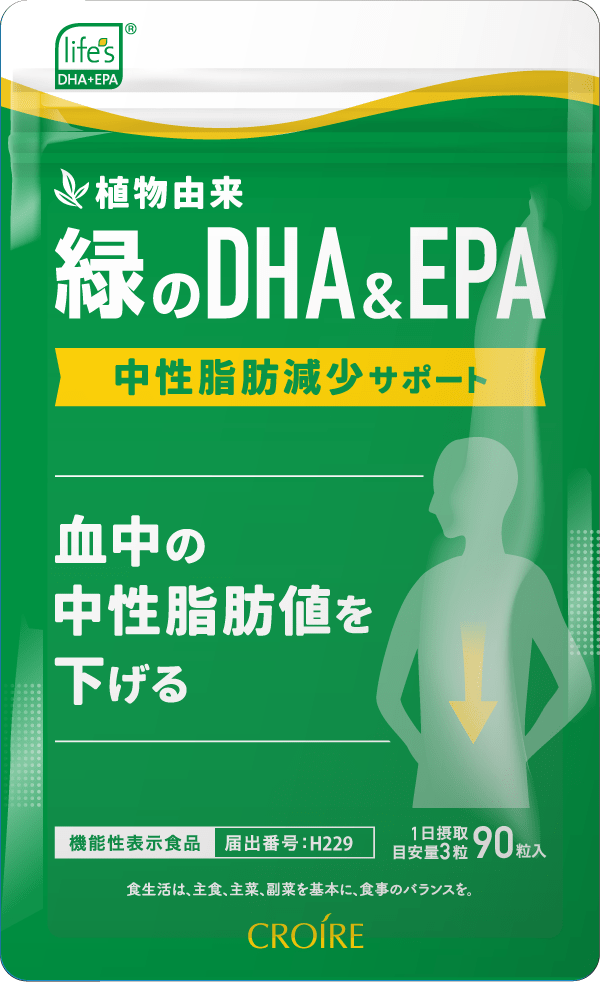 life's®
DHA+EPA
植物由来
緑のDHA&EPA
中性脂肪減少サポート
血中の
中性脂肪値を
下げる
機能性表示食品 届出番号:H229
1日摂取
目安量3粒 90粒入
食生活は、主食、主菜、副菜を基本に、食事のバランスを。
CROÍRE